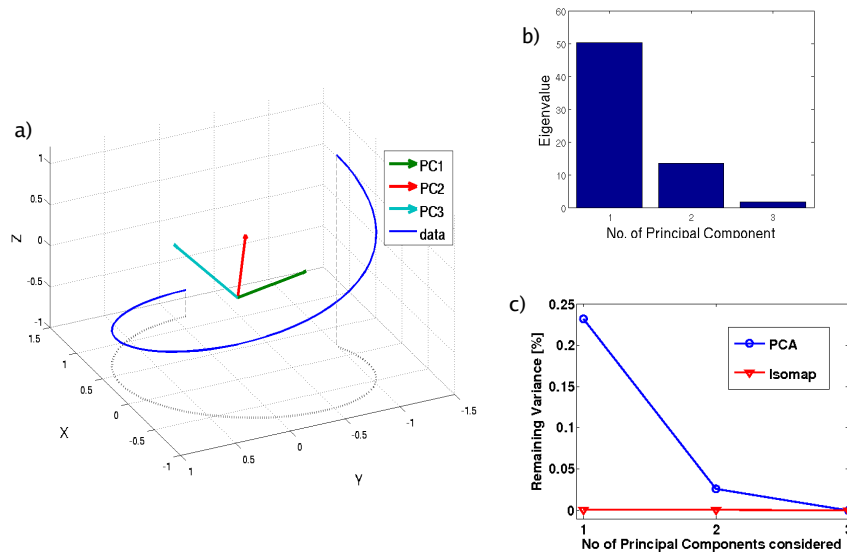 a)
1
0.5
0
-0.5
-1
Z
1.5
1
0.5
0
-0.5
-1
X
1
0.5
0
-0.5
-1
-1.5
Y
PC1
PC2
PC3
data
b)
60
50
40
30
20
10
0
Eigenvalue
1 2 3
No. of Principal Component
c)
0.25
0.2
0.15
0.1
0.05
0
Remaining Variance [%]
PCA
Isomap
1 2 3
No of Principal Components considered